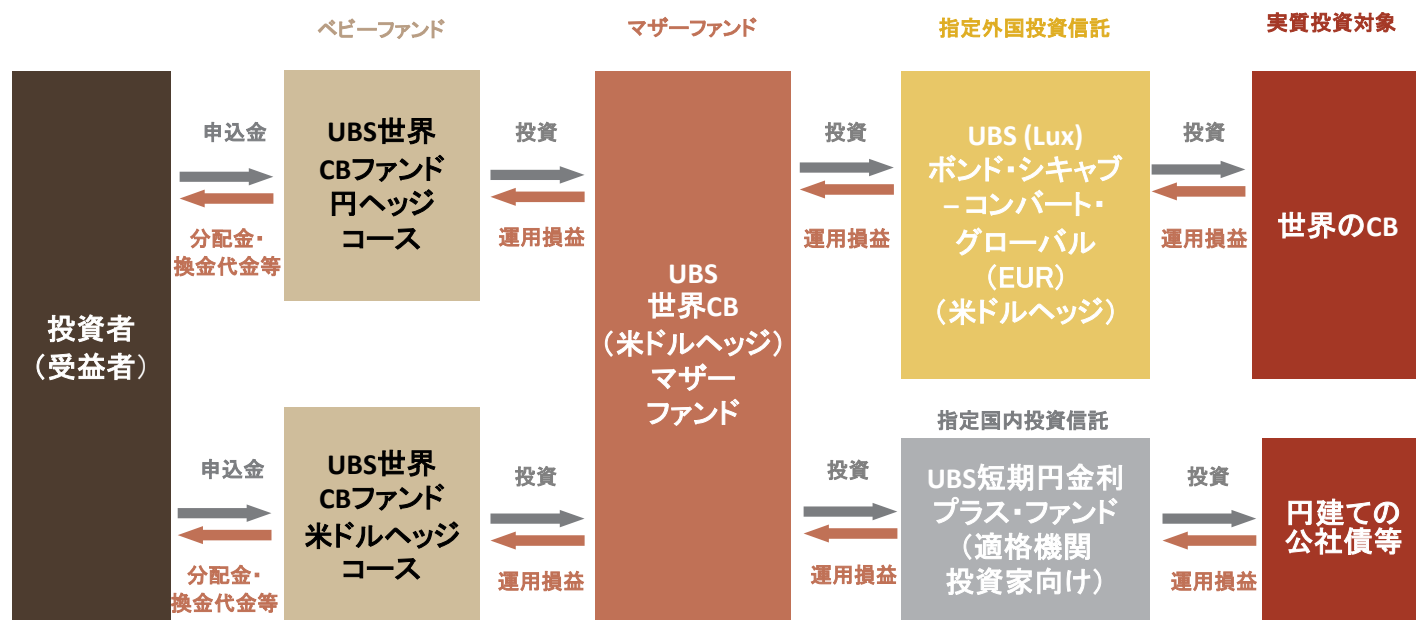 ベビーファンド
マザーファンド
指定外国投資信託
実質投資対象
投資者
（受益者）
申込金
分配金・
換金代金等
UBS世界
CBファンド
円ヘッジ
コース
投資
運用損益
UBS
世界CB
（米ドルヘッジ）
マザー
ファンド
投資
運用損益
UBS (Lux)
ボンド・シキャブ
– コンバート・
グローバル
（EUR）
（米ドルヘッジ）
投資
運用損益
世界のCB
申込金
分配金・
換金代金等
UBS世界
CBファンド
米ドルヘッジ
コース
投資
運用損益
投資
運用損益
指定国内投資信託
UBS短期円金利
プラス・ファンド
（適格機関
投資家向け）
投資
運用損益
円建ての
公社債等